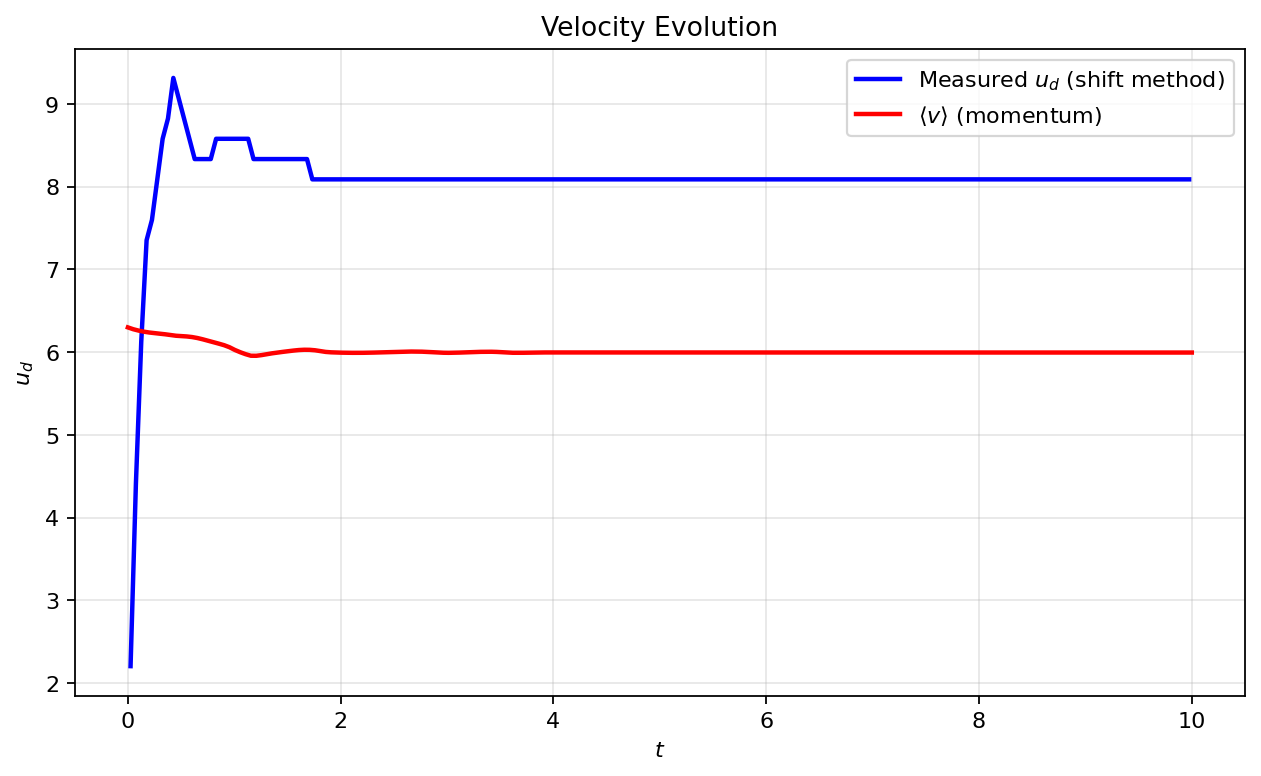 Velocity Evolution
Measured u_d (shift method)
⟨v⟩ (momentum)
9
8
7
6
5
4
3
2
u_d
0 2 4 6 8 10
t